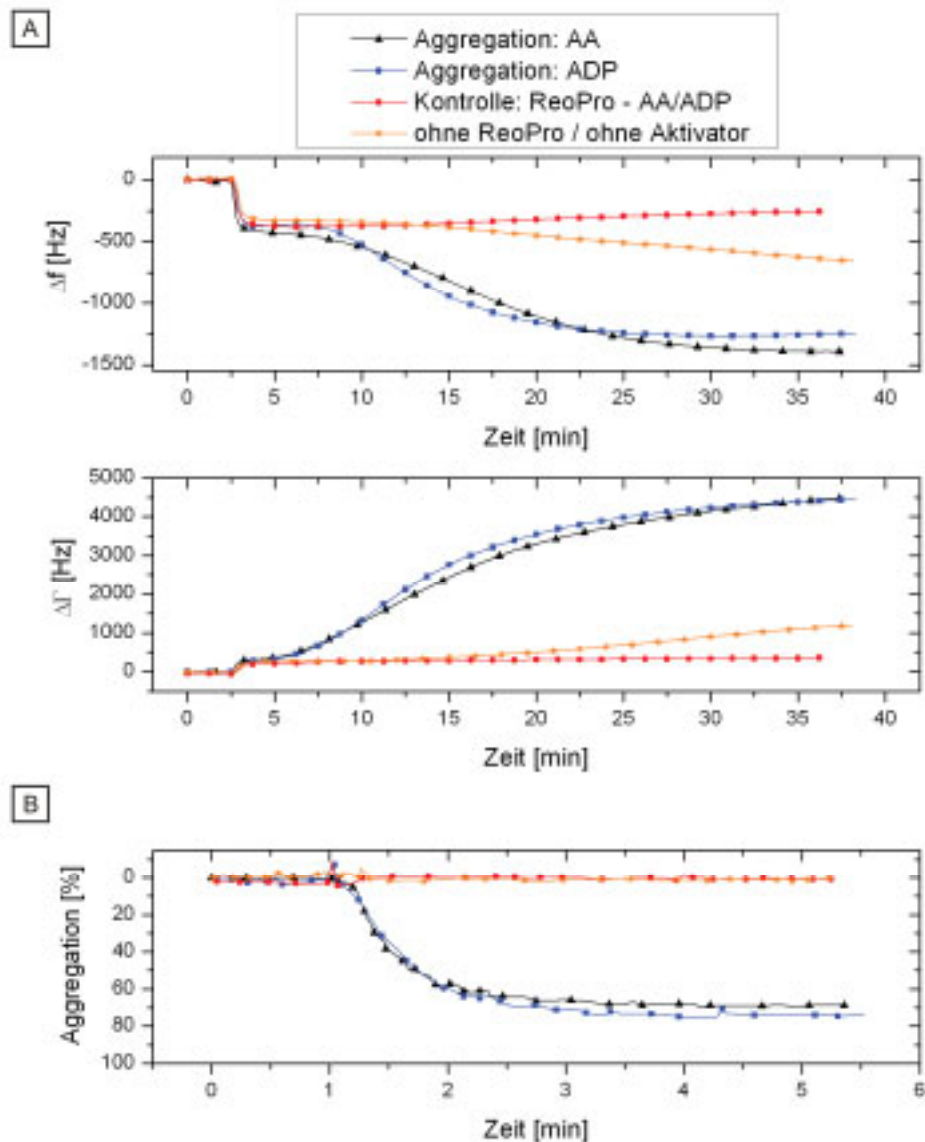 A
Aggregation: AA
Aggregation: ADP
Kontrolle: ReoPro - AA/ADP
ohne ReoPro / ohne Aktivator
0
-500
-1000
-1500
Δf [Hz]
0 5 10 15 20 25 30 35 40
Zeit [min]
5000
4000
3000
2000
1000
0
ΔΓ [Hz]
0 5 10 15 20 25 30 35 40
Zeit [min]
B
0
20
40
60
80
100
Aggregation [%]
0 1 2 3 4 5 6
Zeit [min]